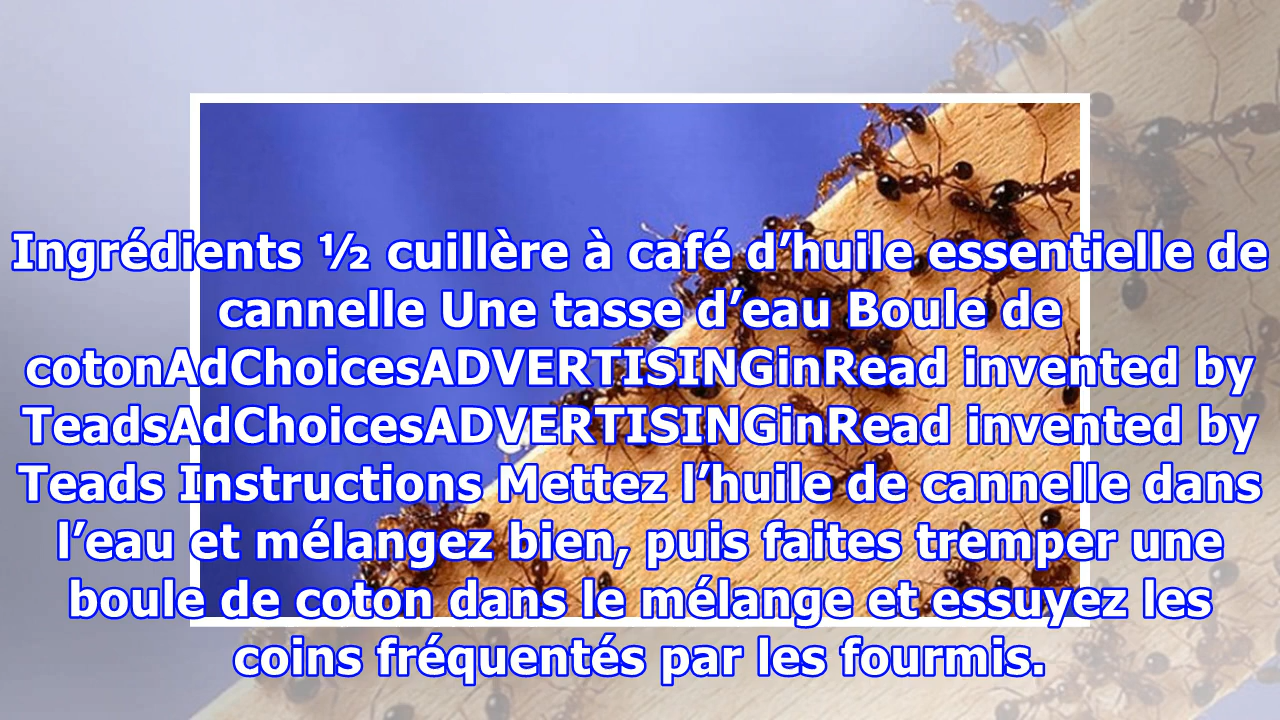 Ingrédients ½ cuillère à café d’huile essentielle de
cannelle Une tasse d’eau Boule de
cotonAdChoicesADVERTISINGinRead invented by
TeadsAdChoicesADVERTISINGinRead invented by
Teads Instructions Mettez l’huile de cannelle dans
l’eau et mélangez bien, puis faites tremper une
boule de coton dans le mélange et essuyez les
coins fréquentés par les fourmis.